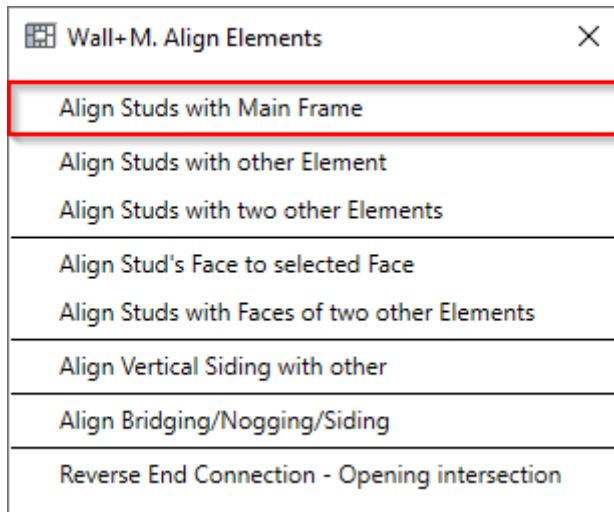 Wall+M. Align Elements
Align Studs with Main Frame
Align Studs with other Element
Align Studs with two other Elements
Align Stud's Face to selected Face
Align Studs with Faces of two other Elements
Align Vertical Siding with other
Align Bridging/Nogging/Siding
Reverse End Connection - Opening intersection